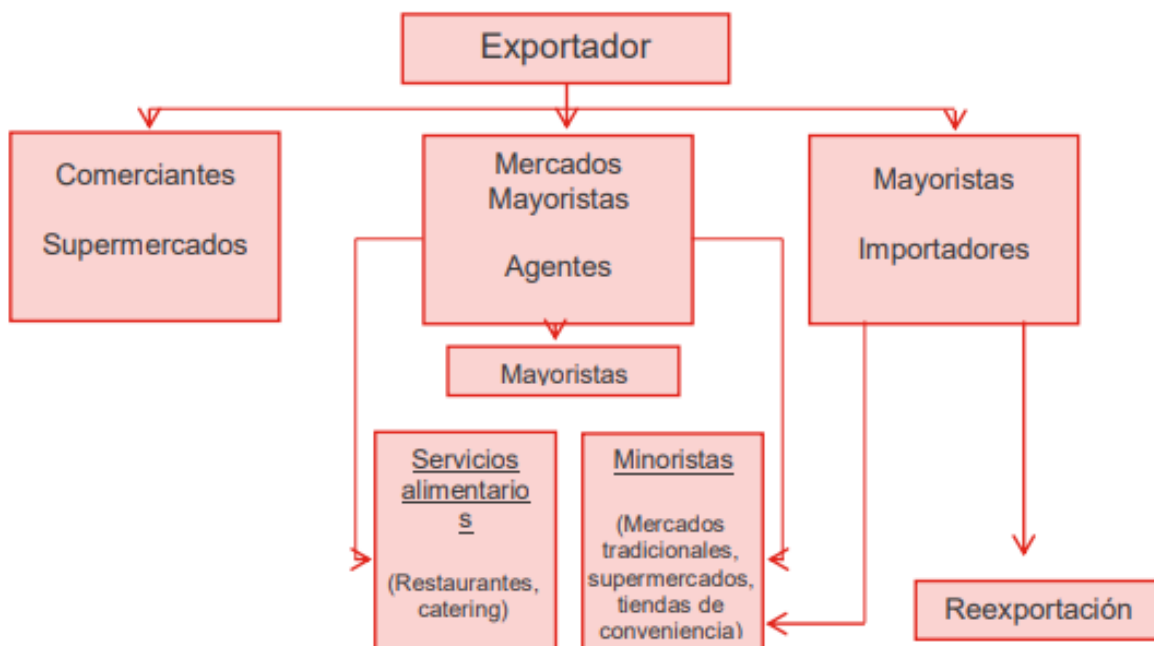 Exportador
Comerciantes
Supermercados
Mercados
Mayoristas
Agentes
Mayoristas
Importadores
Mayoristas
Servicios
alimentario
s
(Restaurantes,
catering)
Minoristas
(Mercados
tradicionales,
supermercados,
tiendas de
conveniencia)
Reexportación